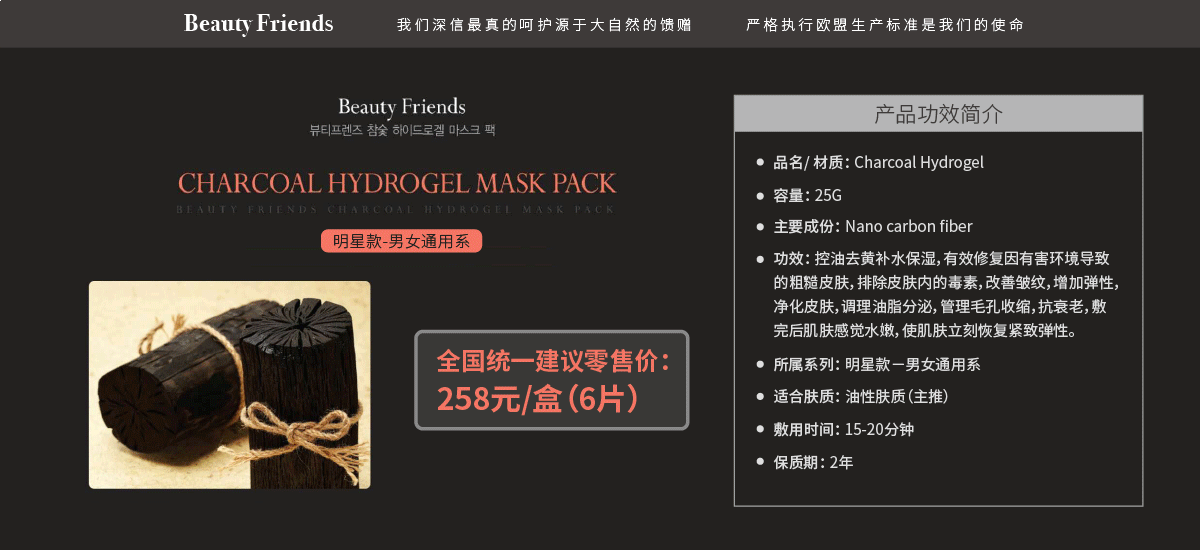 Beauty Friends 我们深信最真的呵护源于大自然的馈赠 严格执行欧盟生产标准是我们的使命
Beauty Friends
뷰티프렌즈 참숯 하이드로겔 마스크 팩
CHARCOAL HYDROGEL MASK PACK
BEAUTY FRIENDS CHARCOAL HYDROGEL MASK PACK
明星款-男女通用系
全国统一建议零售价：
258元/盒（6片）
产品功效简介
● 品名/ 材质：Charcoal Hydrogel
● 容量：25G
● 主要成份：Nano carbon fiber
● 功效：控油去黄补水保湿，有效修复因有害环境导致
的粗糙皮肤，排除皮肤内的毒素，改善皱纹，增加弹性，
净化皮肤，调理油脂分泌，管理毛孔收缩，抗衰老，敷
完后肌肤感觉水嫩，使肌肤立刻恢复紧致弹性。
● 所属系列：明星款－男女通用系
● 适合肤质：油性肤质（主推）
● 敷用时间：15-20分钟
● 保质期：2年